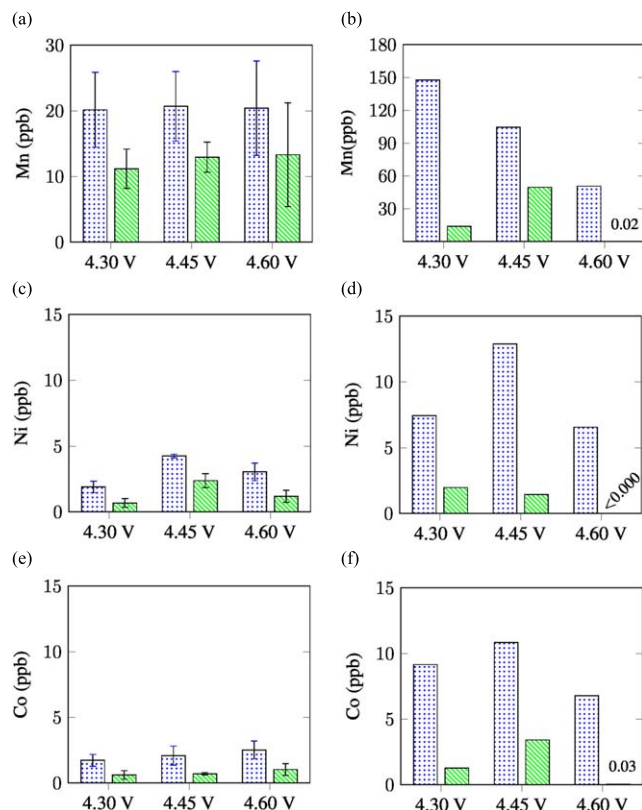 (a)
Mn (ppb)
30
20
10
0
4.30 V 4.45 V 4.60 V
(b)
Mn(ppb)
180
150
120
90
60
30
0.02
4.30 V 4.45 V 4.60 V
(c)
Ni (ppb)
15
10
5
0
4.30 V 4.45 V 4.60 V
(d)
Ni (ppb)
15
10
5
0
<0.000
4.30 V 4.45 V 4.60 V
(e)
Co (ppb)
15
10
5
0
4.30 V 4.45 V 4.60 V
(f)
Co (ppb)
15
10
5
0
0.03
4.30 V 4.45 V 4.60 V